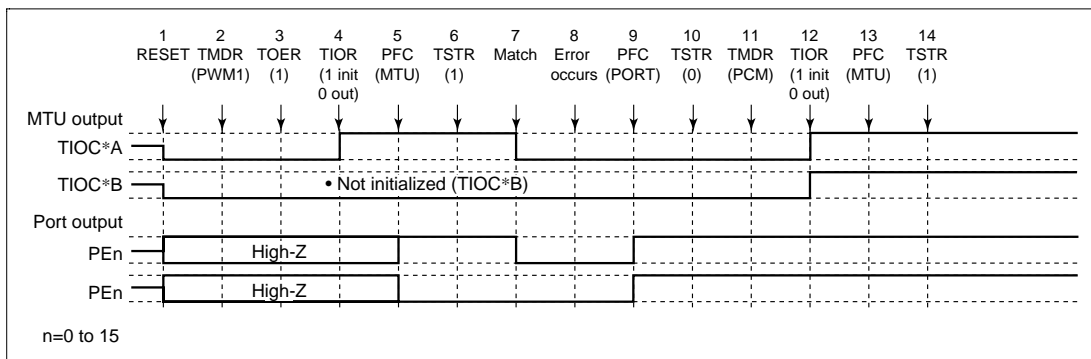 1 2 3 4 5 6 7 8 9 10 11 12 13 14
RESET TMDR TOER TIOR PFC TSTR Match Error PFC TSTR TMDR TIOR PFC TSTR
(PWM1) (1) (1 init (MTU) (1) occurs (PORT) (0) (PCM) (1 init (MTU) (1)
0 out) 0 out)
MTU output
TIOC*A
TIOC*B • Not initialized (TIOC*B)
Port output
PEn High-Z
PEn High-Z
n=0 to 15